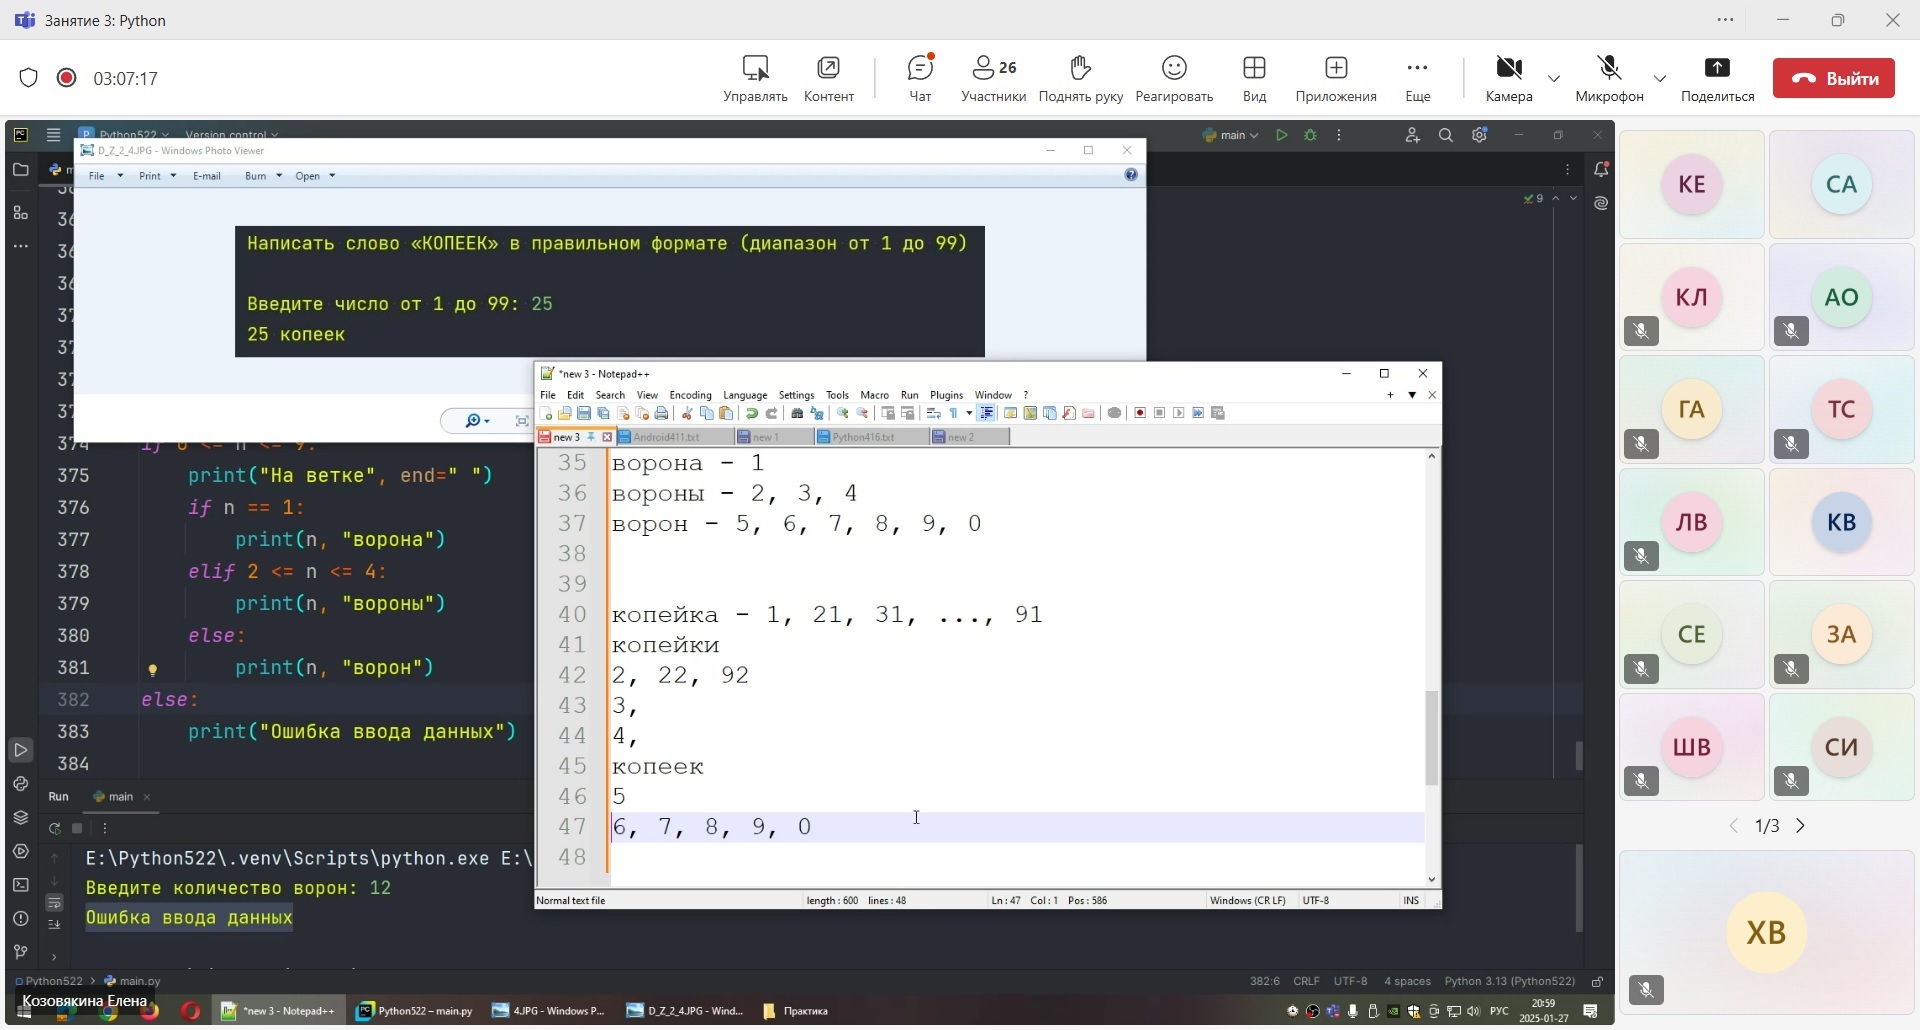 Занятие 3: Python
03:07:17
Управлять
Контент
Чат
26
Участники
Поднять руку
Реагировать
Вид
Приложения
Еще
Камера
Микрофон
Поделиться
Выйти
Python522
Version control
main
D_Z_2_4.JPG - Windows Photo Viewer
File Print E-mail Burn Open
9
Написать слово «КОПЕЕК» в правильном формате (диапазон от 1 до 99)
Введите число от 1 до 99: 25
25 копеек
375 print("На ветке", end=" ")
376 if n == 1:
377 print(n, "ворона")
378 elif 2 <= n <= 4:
379 print(n, "вороны")
380 else:
381 print(n, "ворон")
382 else:
383 print("Ошибка ввода данных")
384
*new 3 - Notepad++
File Edit Search View Encoding Language Settings Tools Macro Run Plugins Window ?
new 3 Android411.txt new 1 Python416.txt new 2
35 ворона - 1
36 вороны - 2, 3, 4
37 ворон - 5, 6, 7, 8, 9, 0
38
39
40 копейка - 1, 21, 31, ..., 91
41 копейки
42 2, 22, 92
43 3,
44 4,
45 копеек
46 5
47 6, 7, 8, 9, 0
48
Normal text file length : 600 lines : 48 Ln : 47 Col : 1 Pos : 586 Windows (CR LF) UTF-8 INS
Run main
E:\Python522\.venv\Scripts\python.exe E:\
Введите количество ворон: 12
Ошибка ввода данных
Python522 > main.py
382:6 CRLF UTF-8 4 spaces Python 3.13 (Python522)
Козовякина Елена
*new 3 - Notepad++
Python522 – main.py
4.JPG - Windows P...
D_Z_2_4.JPG - Wind...
Практика
РУС
20:59
2025-01-27
КЕ
СА
КЛ
АО
ГА
ТС
ЛВ
КВ
СЕ
ЗА
ШВ
СИ
1/3
ХВ